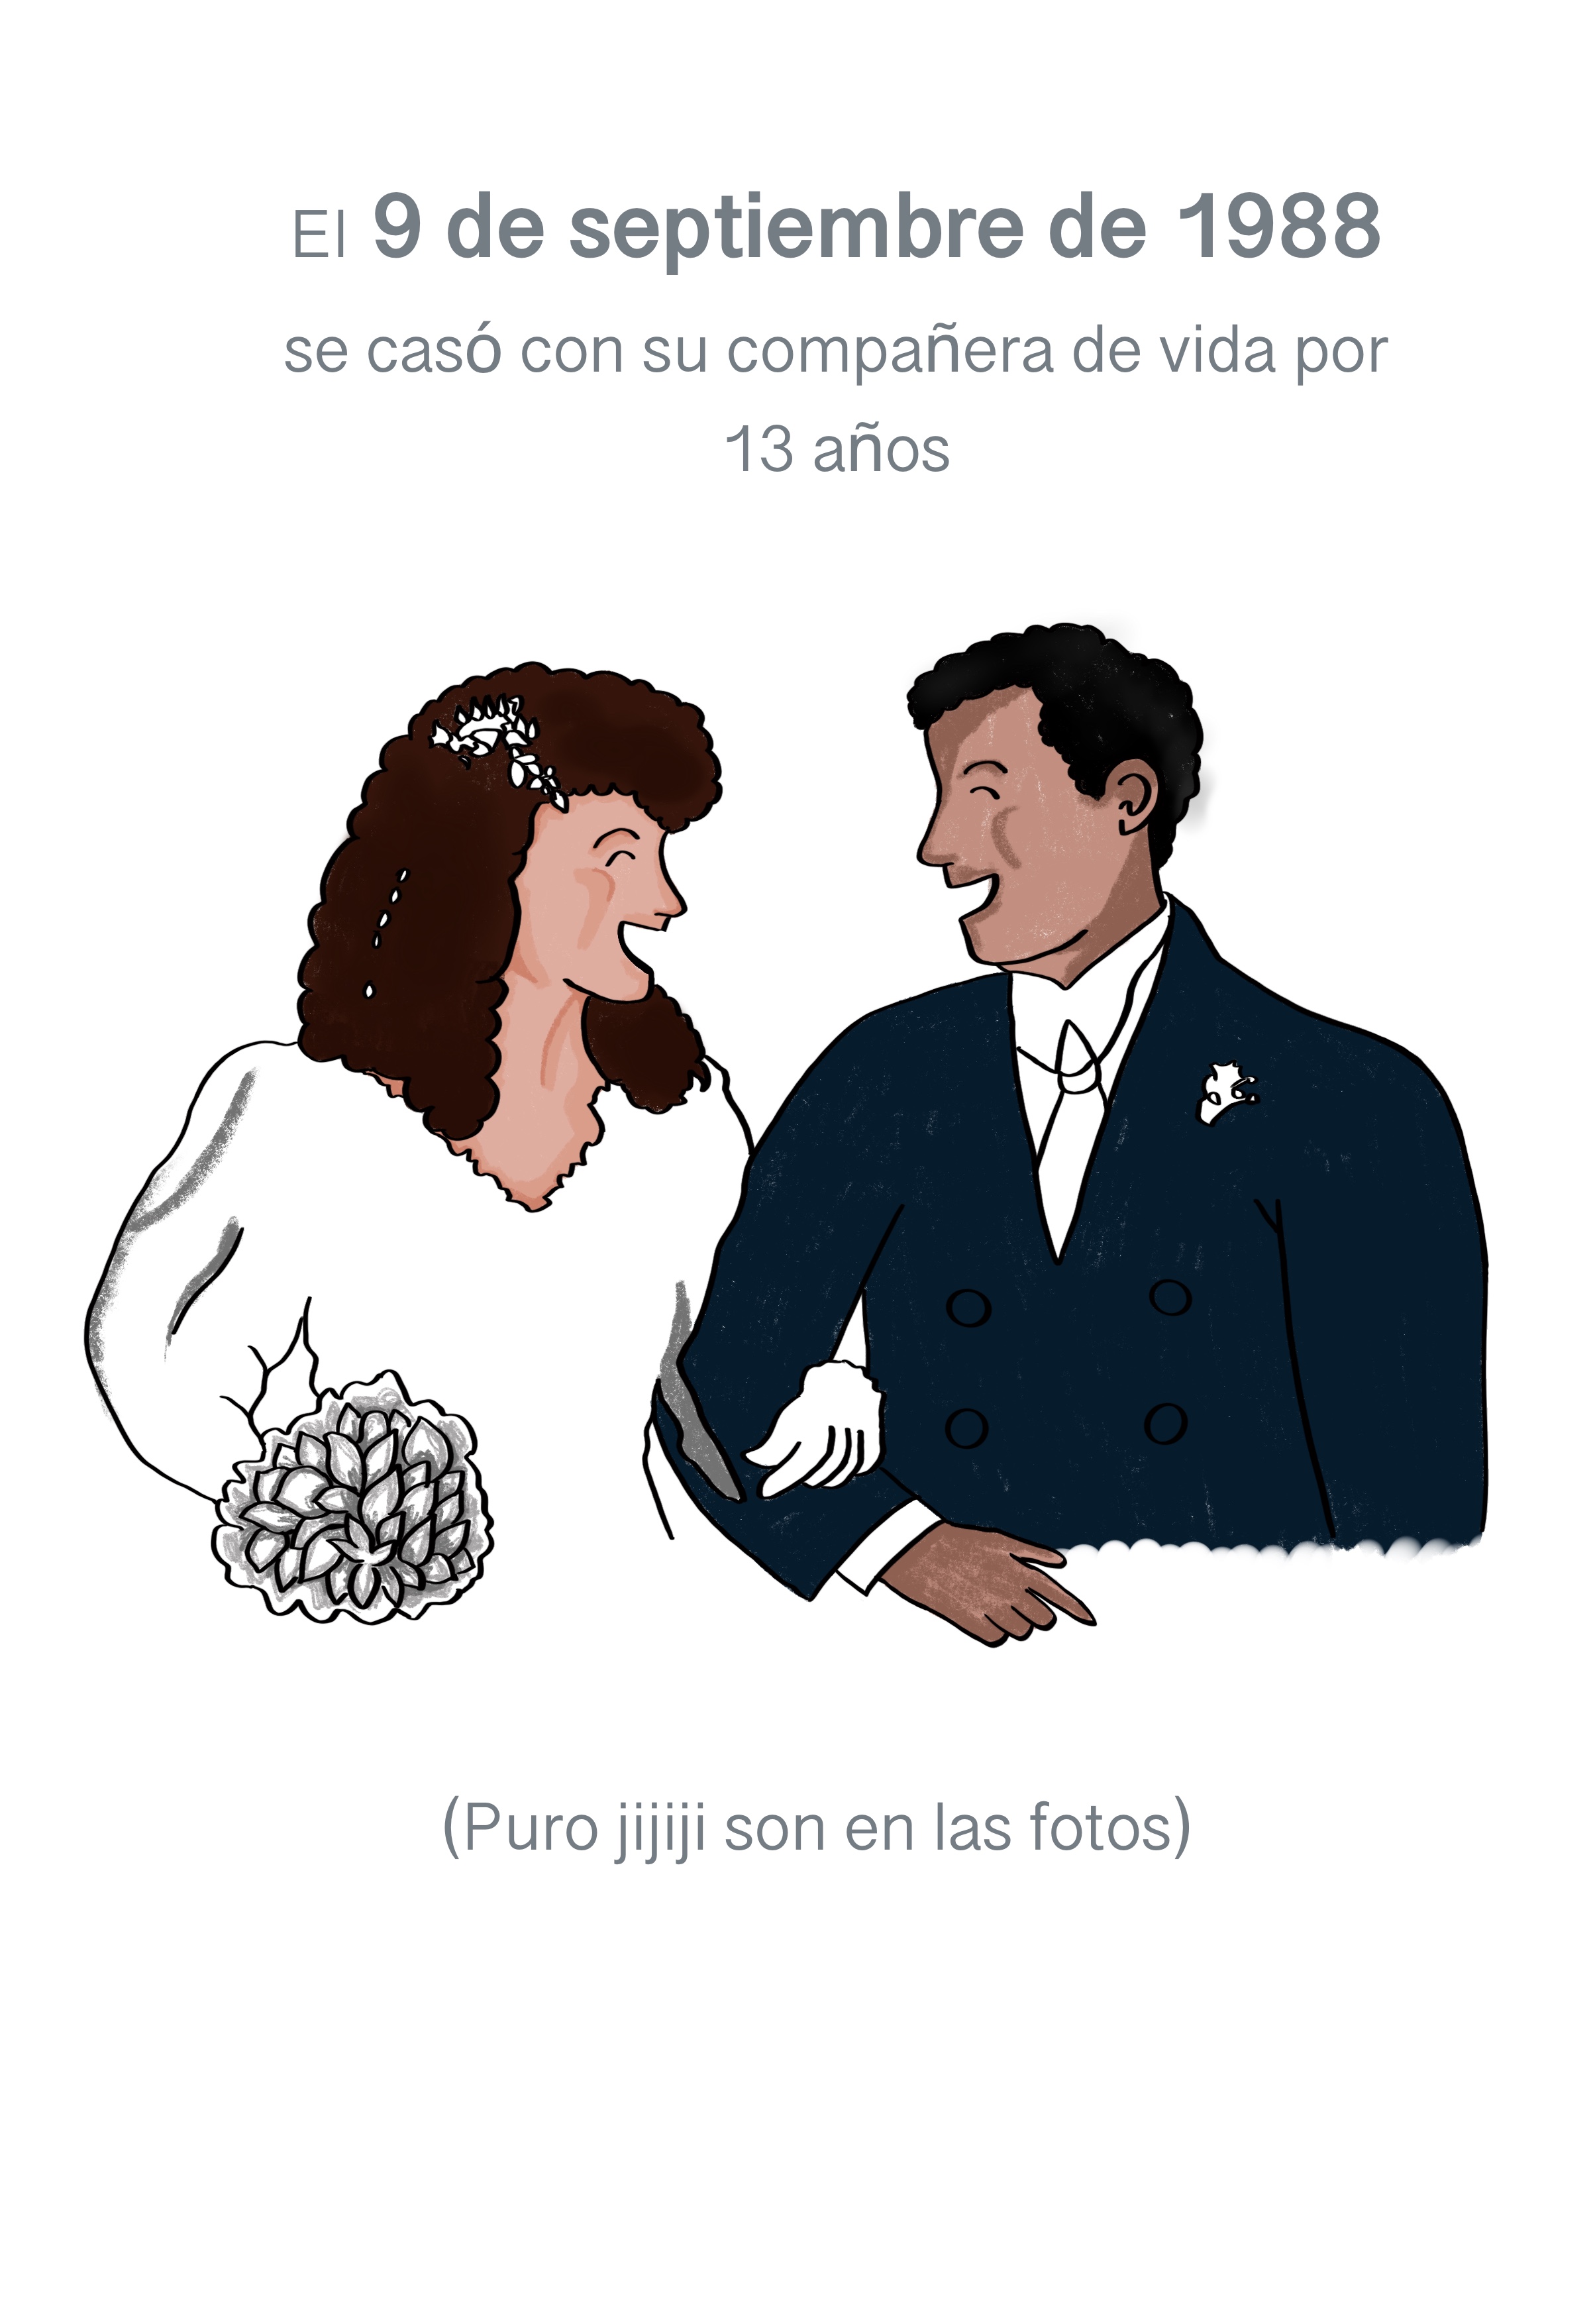 El 9 de septiembre de 1988
se casó con su compañera de vida por
13 años
(Puro jijiji son en las fotos)